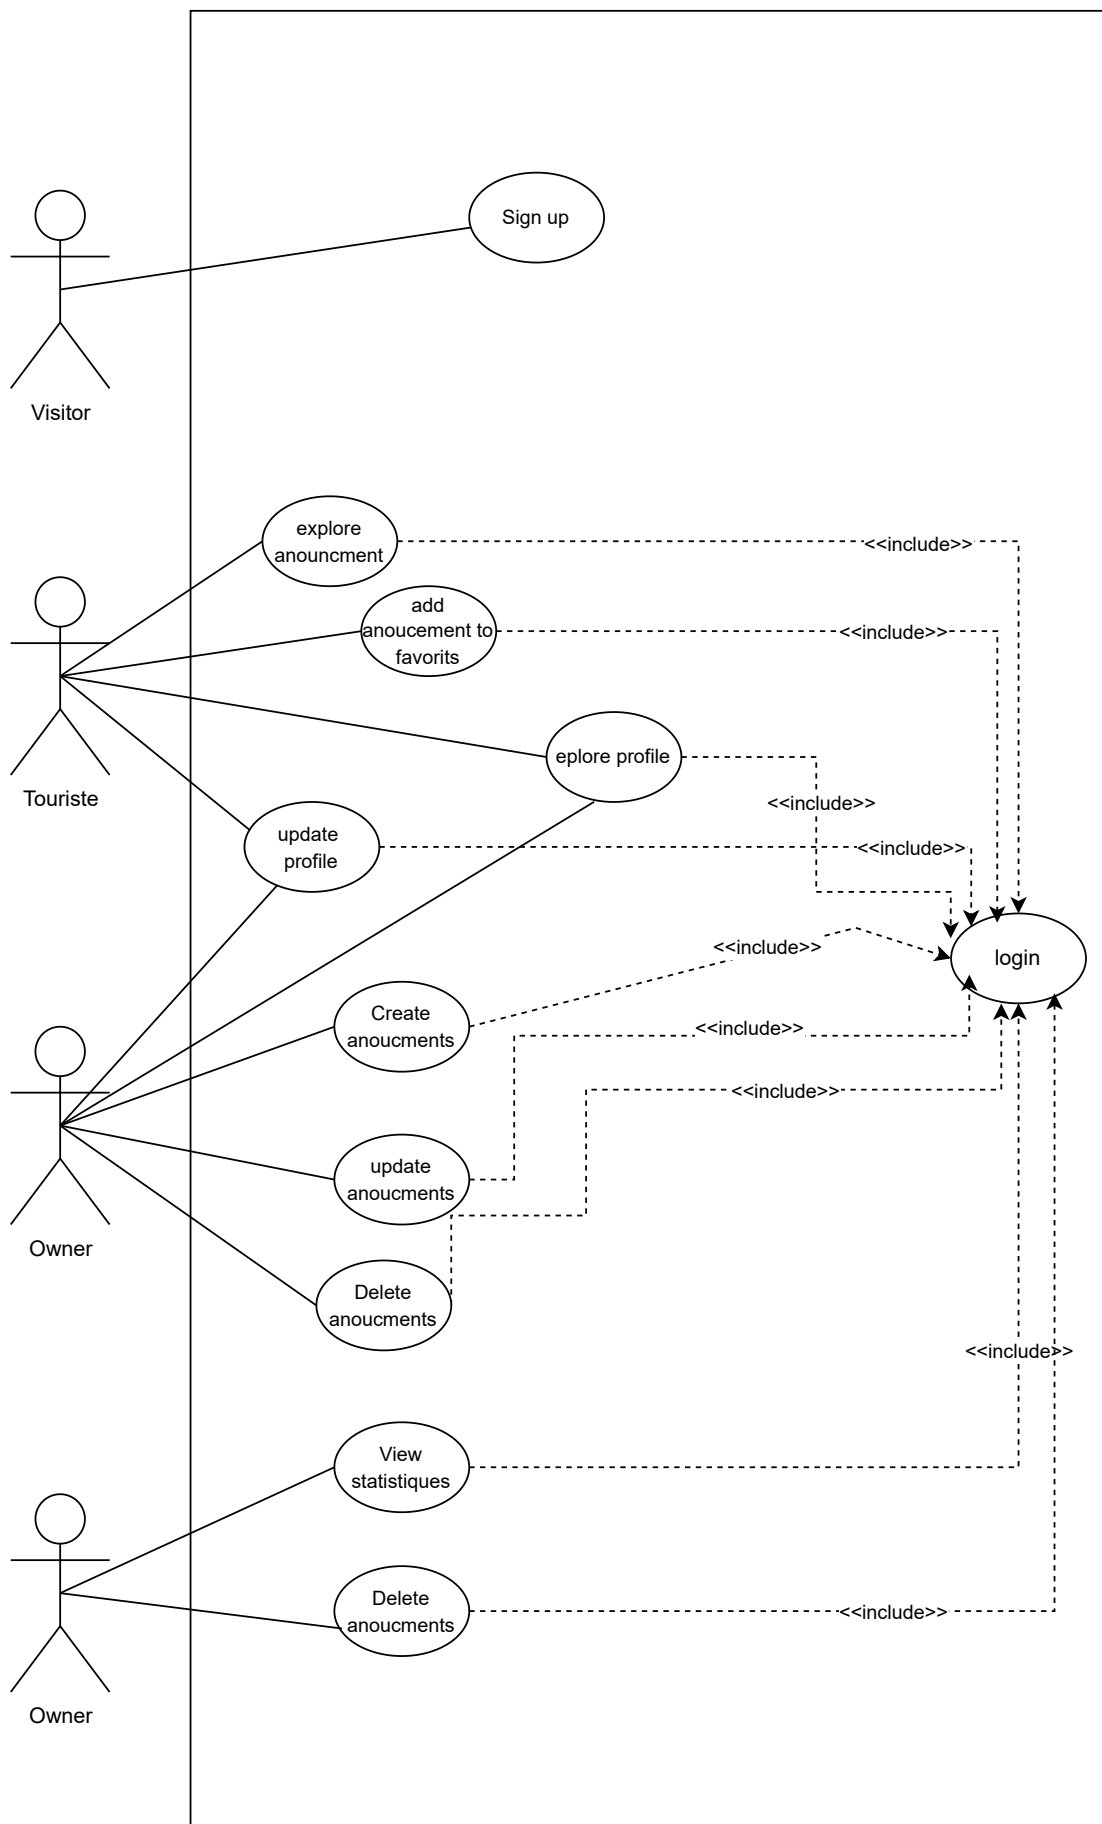 Sign up
Visitor
explore
anouncment
<<include>>
add
anoucement to
favorits
<<include>>
eplore profile
Touriste
<<include>>
update
profile
<<include>>
<<include>>
login
Create
anoucments
<<include>>
<<include>>
update
anoucments
Owner
Delete
anoucments
<<include>>
View
statistiques
Delete
anoucments
<<include>>
Owner